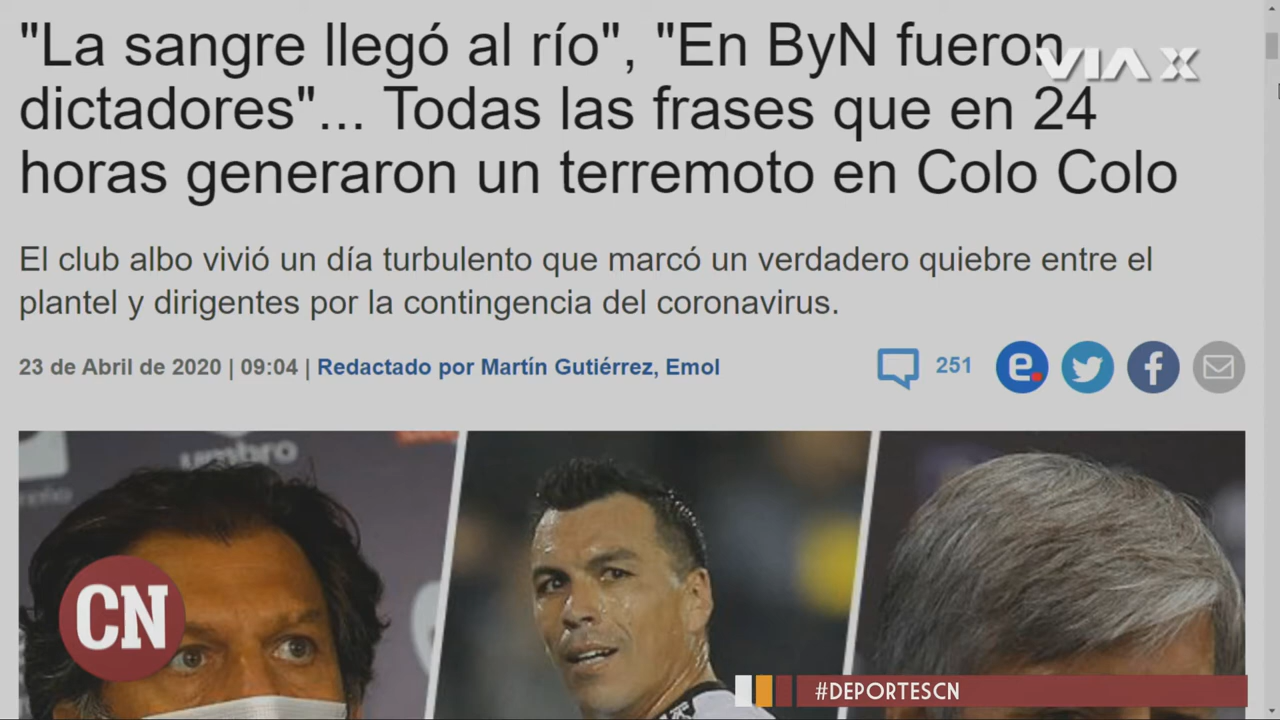 "La sangre llegó al río", "En ByN fueron
VIA X
dictadores"... Todas las frases que en 24
horas generaron un terremoto en Colo Colo
El club albo vivió un día turbulento que marcó un verdadero quiebre entre el
plantel y dirigentes por la contingencia del coronavirus.
23 de Abril de 2020 | 09:04 | Redactado por Martín Gutiérrez, Emol
251
umbro
CN
#DEPORTESCN